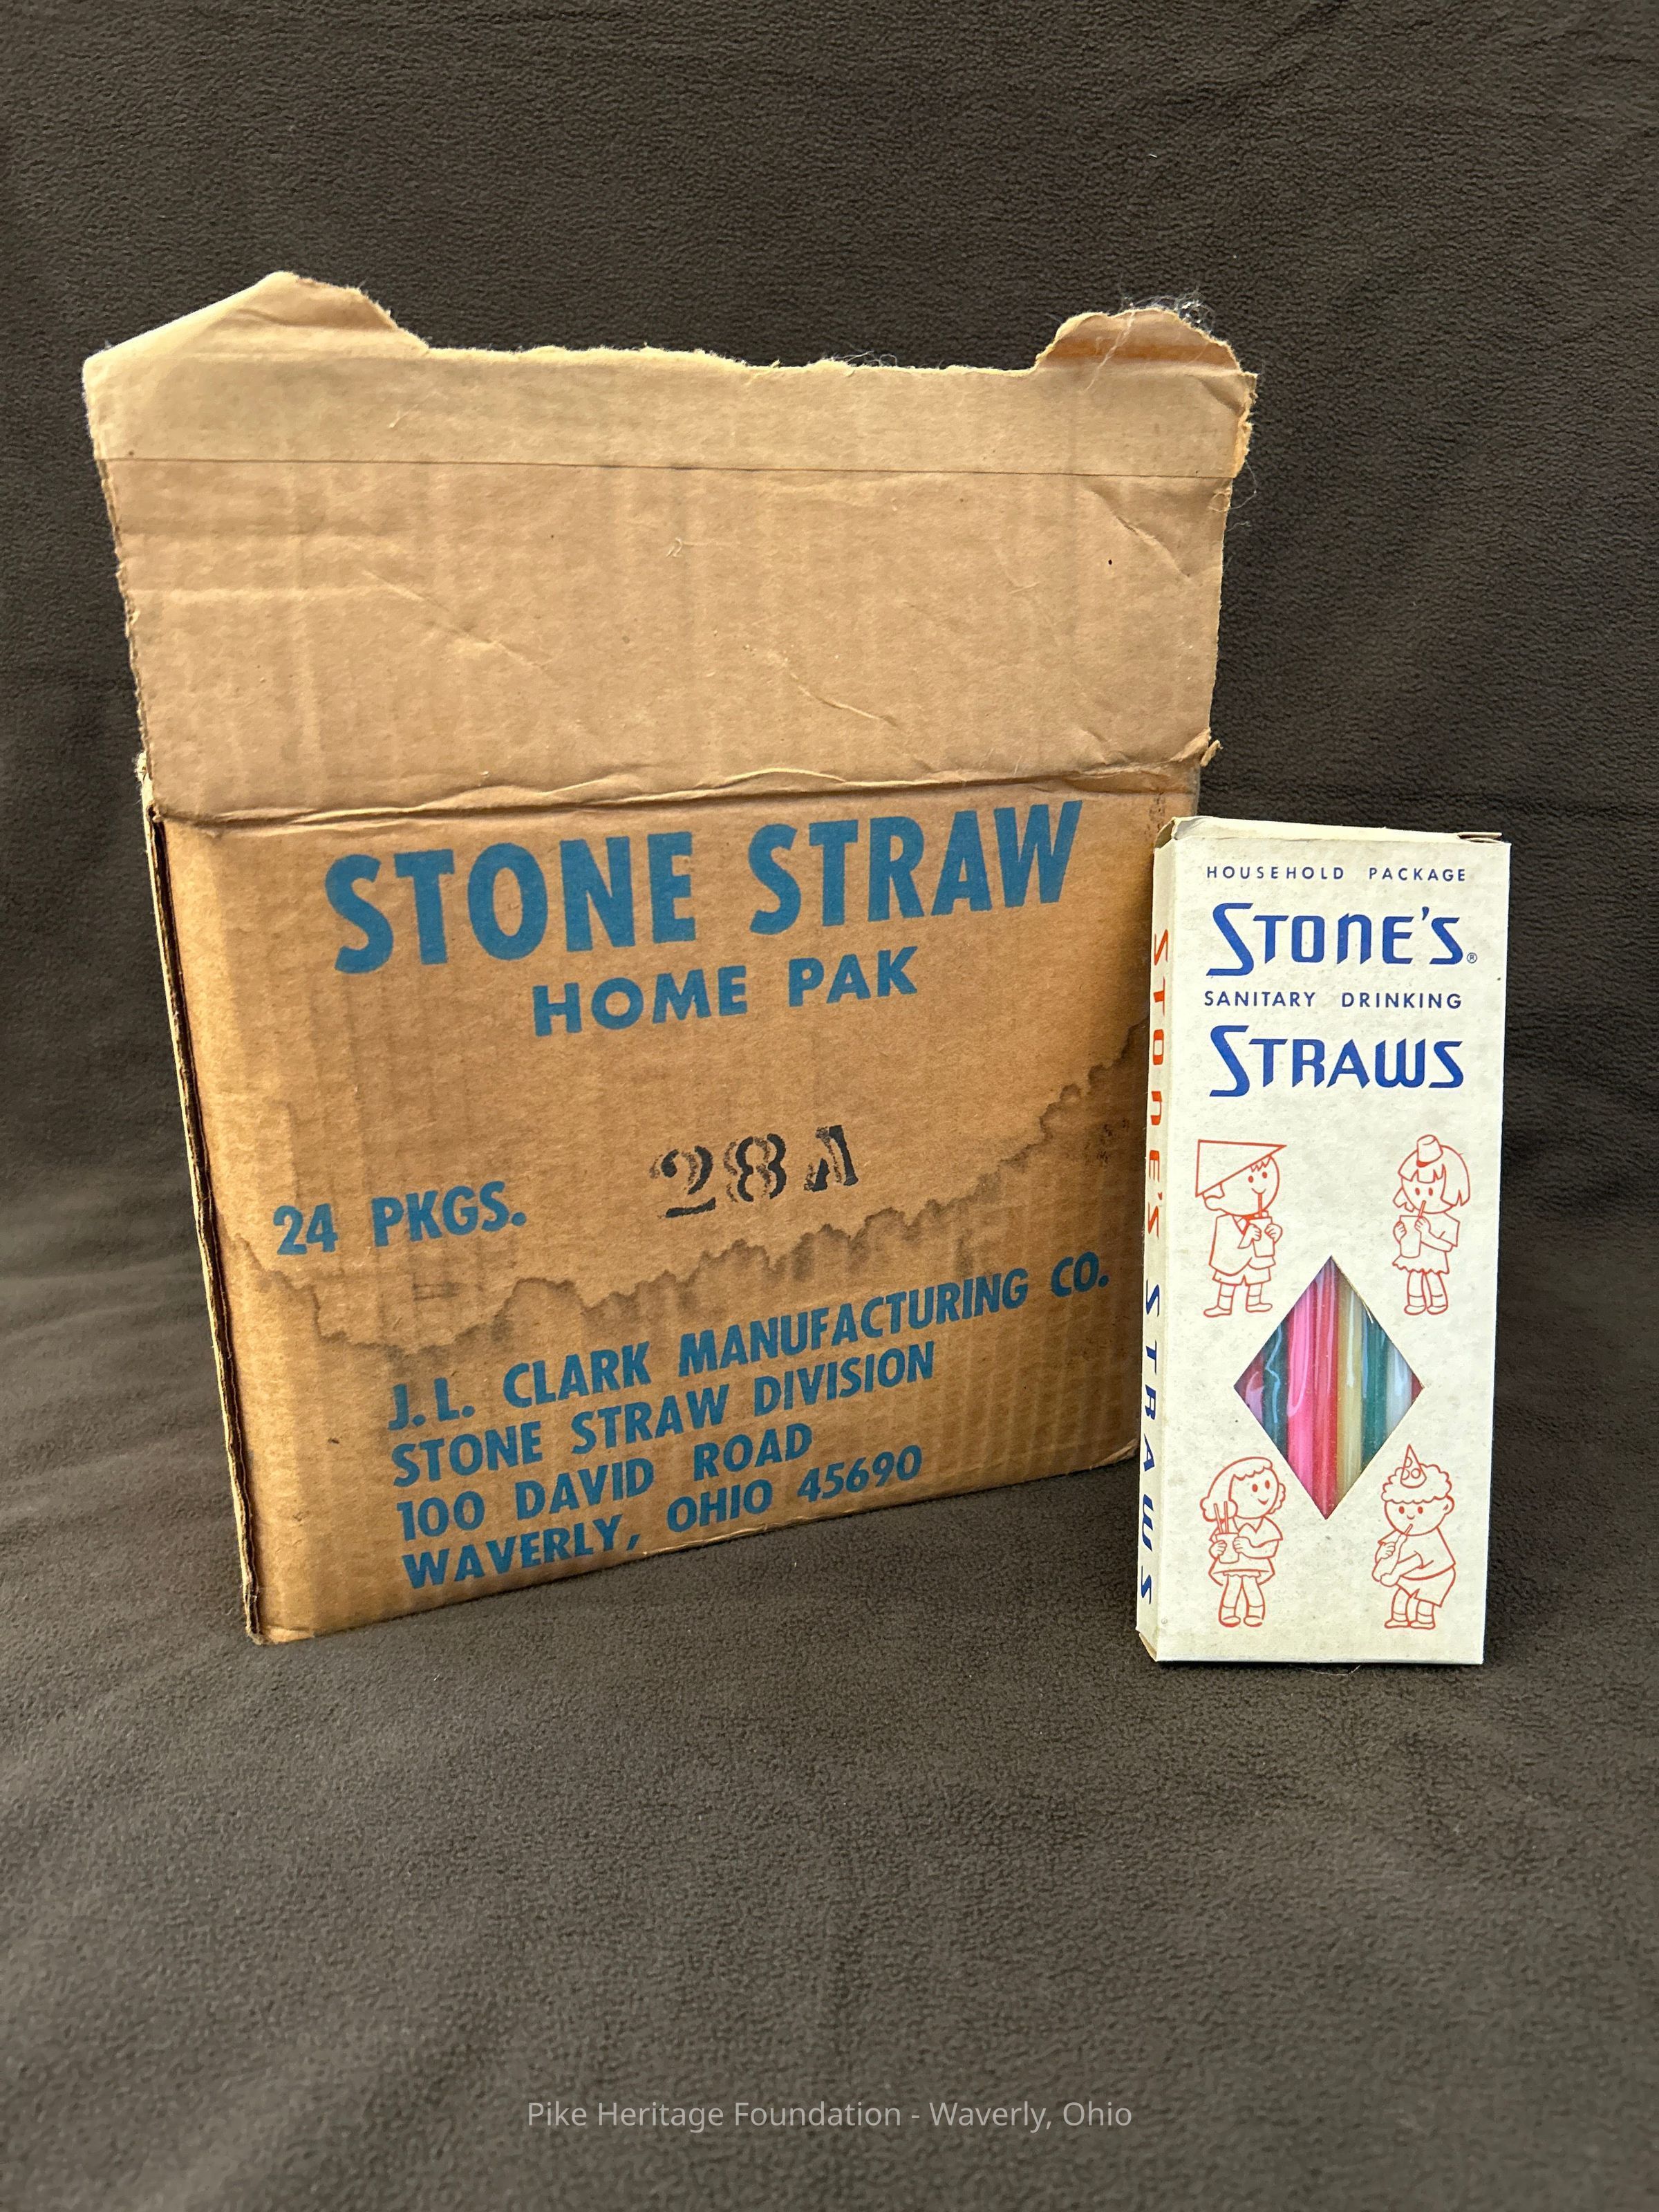 STONE STRAW
HOME PAK
28A
24 PKGS.
J.L. CLARK MANUFACTURING CO.
STONE STRAW DIVISION
100 DAVID ROAD
WAVERLY, OHIO 45690
HOUSEHOLD PACKAGE
STONE'S®
SANITARY DRINKING
STRAWS
STONE'S STRAWS
Pike Heritage Foundation - Waverly, Ohio